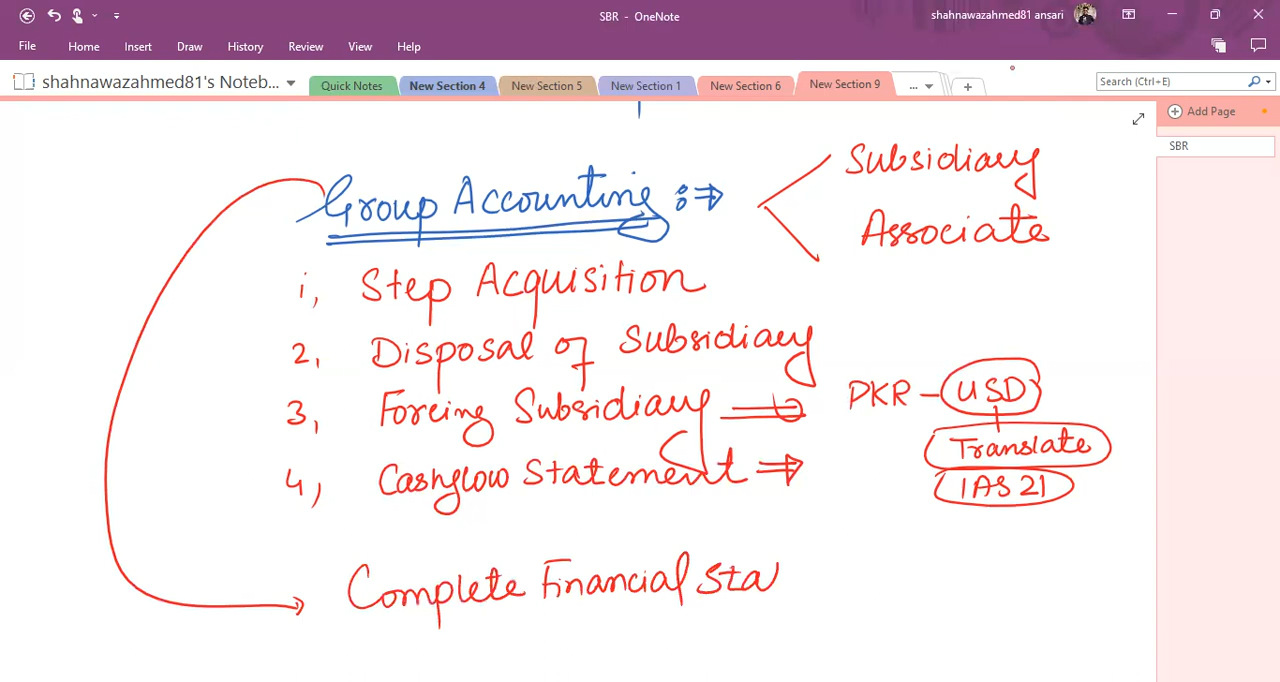 SBR - OneNote
shahnawazahmed81 ansari
File Home Insert Draw History Review View Help
shahnawazahmed81's Noteb... Quick Notes New Section 4 New Section 5 New Section 1 New Section 6 New Section 9 ... + Search (Ctrl+E)
Add Page
SBR
Group Accounting :⇒ Subsidiary
Associate
i, Step Acquisition
2, Disposal of Subsidiary
3, Foreing Subsidiary ⇒ PKR - USD
Translate
4, Cashflow Statement ⇒ IAS 21
Complete Financial Sta